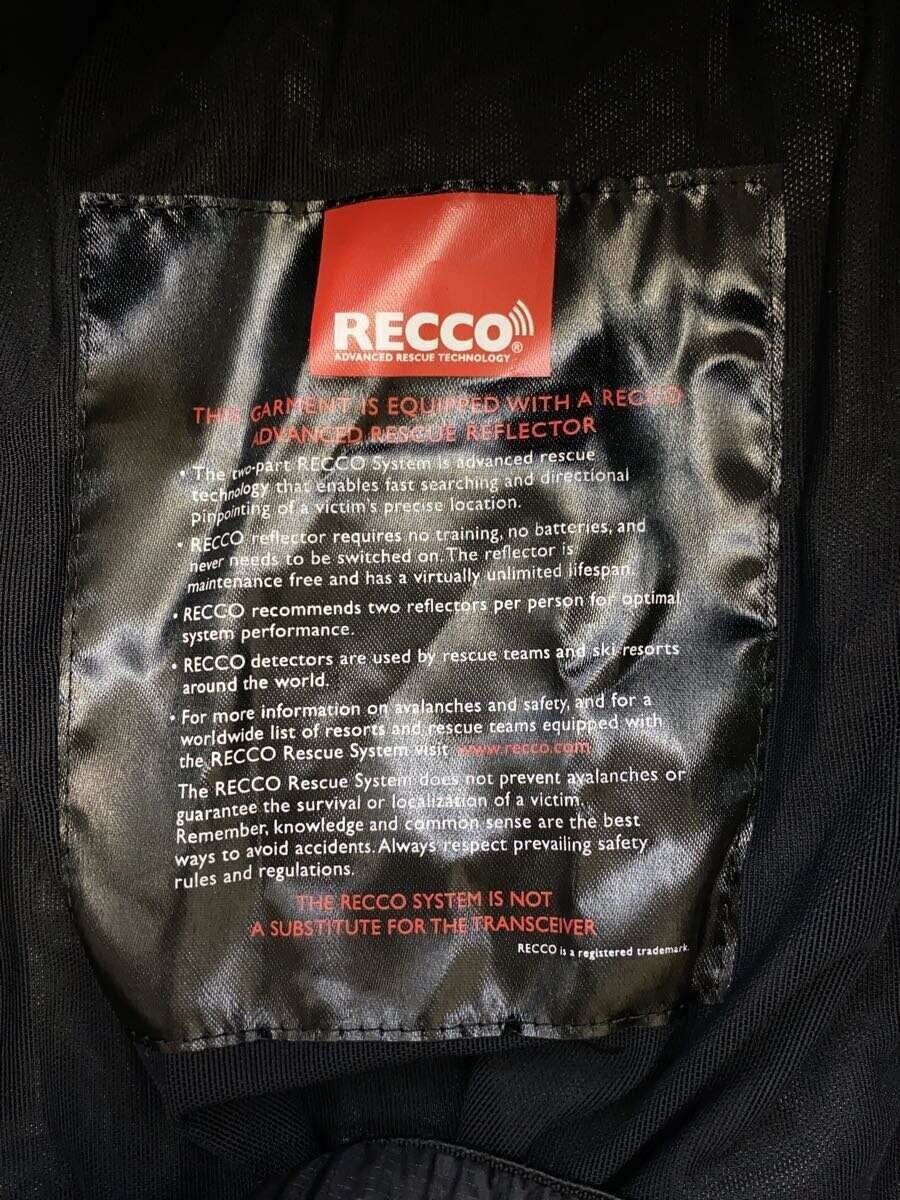 RECCO®
ADVANCED RESCUE TECHNOLOGY
THIS GARMENT IS EQUIPPED WITH A RECCO
ADVANCED RESCUE REFLECTOR
• The two-part RECCO System is advanced rescue
technology that enables fast searching and directional
pinpointing of a victim's precise location.
• RECCO reflector requires no training, no batteries, and
never needs to be switched on. The reflector is
maintenance free and has a virtually unlimited lifespan.
• RECCO recommends two reflectors per person for optimal
system performance.
• RECCO detectors are used by rescue teams and ski resorts
around the world.
• For more information on avalanches and safety, and for a
worldwide list of resorts and rescue teams equipped with
the RECCO Rescue System visit www.recco.com
The RECCO Rescue System does not prevent avalanches or
guarantee the survival or localization of a victim.
Remember, knowledge and common sense are the best
ways to avoid accidents. Always respect prevailing safety
rules and regulations.
THE RECCO SYSTEM IS NOT
A SUBSTITUTE FOR THE TRANSCEIVER
RECCO is a registered trademark.